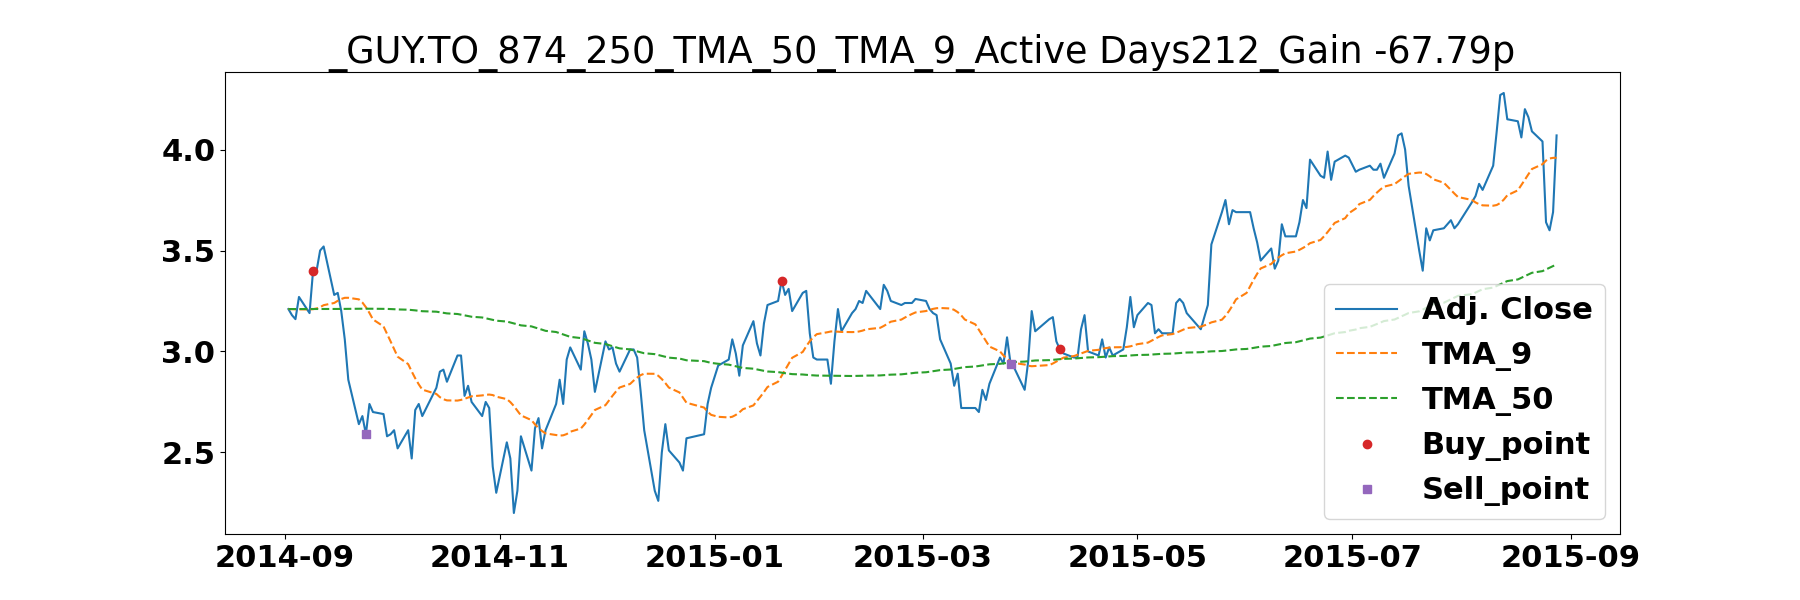 _GUY.TO_874_250_TMA_50_TMA_9_Active Days212_Gain -67.79p
4.0
3.5
3.0
2.5
Adj. Close
TMA_9
TMA_50
Buy_point
Sell_point
2014-09 2014-11 2015-01 2015-03 2015-05 2015-07 2015-09